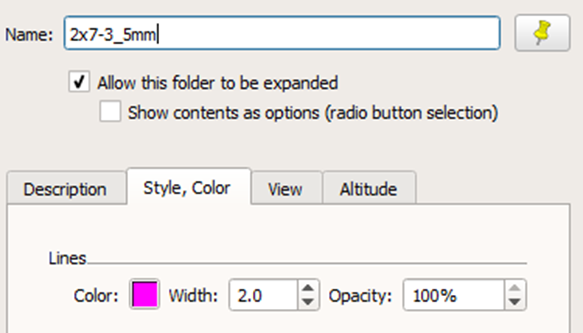 Name: 2x7-3_5mm
Allow this folder to be expanded
Show contents as options (radio button selection)
Description Style, Color View Altitude
Lines
Color: Width: 2.0 Opacity: 100%